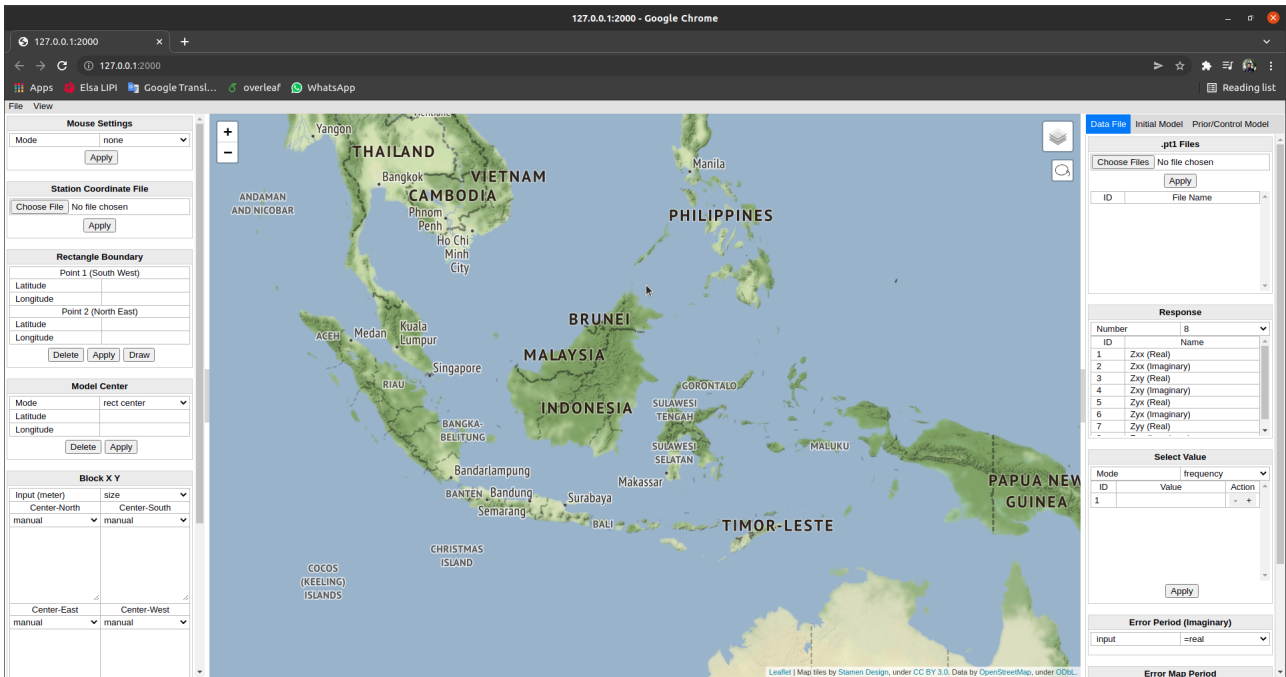 127.0.0.1:2000 - Google Chrome
127.0.0.1:2000
127.0.0.1:2000
Apps Elsa LIPI Google Transl... overleaf WhatsApp Reading list
File View
Mouse Settings
Mode none
Apply
Station Coordinate File
Choose File No file chosen
Apply
Rectangle Boundary
Point 1 (South West)
Latitude
Longitude
Point 2 (North East)
Latitude
Longitude
Delete Apply Draw
Model Center
Mode rect center
Latitude
Longitude
Delete Apply
Block X Y
Input (meter) size
Center-North Center-South
manual manual
Center-East Center-West
manual manual
+
−
Yangon
THAILAND
Bangkok
VIETNAM
CAMBODIA
ANDAMAN
AND NICOBAR
Phnom
Penh
Ho Chi
Minh
City
Manila
PHILIPPINES
BRUNEI
ACEH
Medan
Kuala
Lumpur
MALAYSIA
Singapore
RIAU
GORONTALO
INDONESIA
SULAWESI
TENGAH
BANGKA-
BELITUNG
SULAWESI
SELATAN
MALUKU
Bandarlampung
Makassar
PAPUA NEW
GUINEA
BANTEN
Bandung
Surabaya
Semarang
BALI
TIMOR-LESTE
CHRISTMAS
ISLAND
COCOS
(KEELING)
ISLANDS
Leaflet | Map tiles by Stamen Design, under CC BY 3.0. Data by OpenStreetMap, under ODbL.
Data File Initial Model Prior/Control Model
.pt1 Files
Choose Files No file chosen
Apply
ID File Name
Response
Number 8
ID Name
1 Zxx (Real)
2 Zxx (Imaginary)
3 Zxy (Real)
4 Zxy (Imaginary)
5 Zyx (Real)
6 Zyx (Imaginary)
7 Zyy (Real)
Select Value
Mode frequency
ID Value Action
1 - +
Apply
Error Period (Imaginary)
input =real
Error Map Period